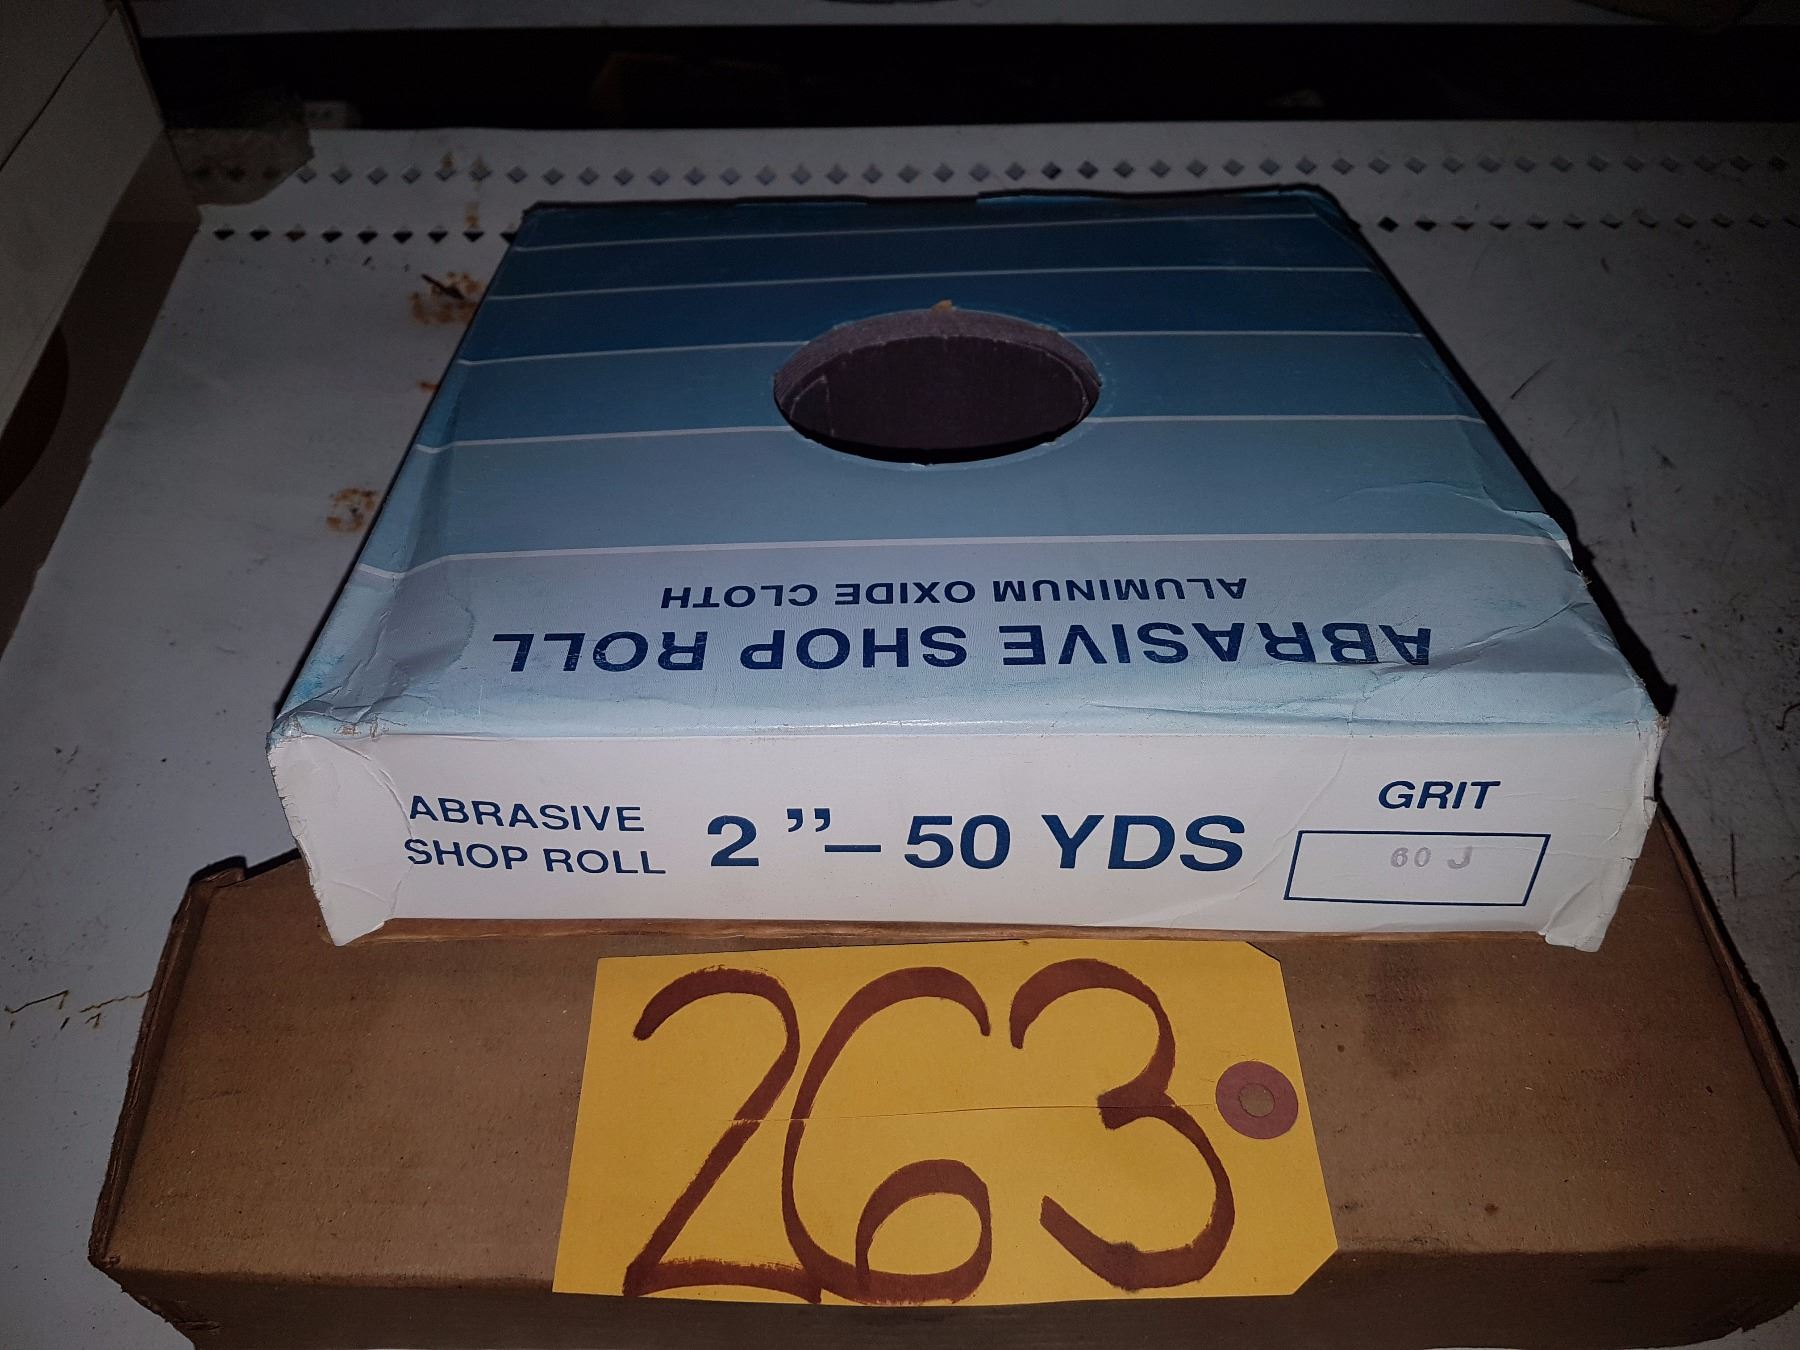 ABRASIVE SHOP ROLL
ALUMINUM OXIDE CLOTH
ABRASIVE
SHOP ROLL
2"– 50 YDS
GRIT
60 J
263